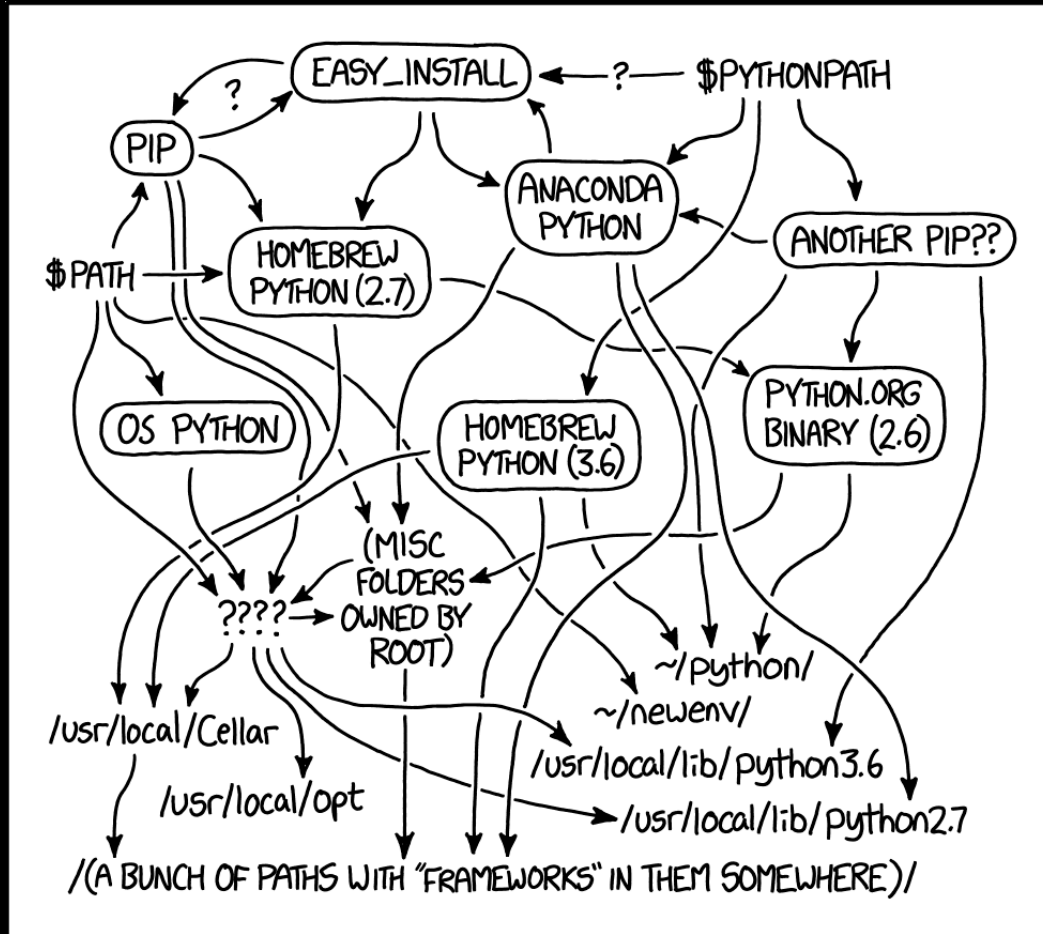 EASY_INSTALL
?
$PYTHONPATH
?
PIP
ANACONDA
PYTHON
ANOTHER PIP??
HOMEBREW
PYTHON (2.7)
$PATH
OS PYTHON
HOMEBREW
PYTHON (3.6)
PYTHON.ORG
BINARY (2.6)
(MISC
FOLDERS
OWNED BY
ROOT)
????
~/python/
~/newenv/
/usr/local/Cellar
/usr/local/lib/python3.6
/usr/local/opt
/usr/local/lib/python2.7
/(A BUNCH OF PATHS WITH "FRAMEWORKS" IN THEM SOMEWHERE)/